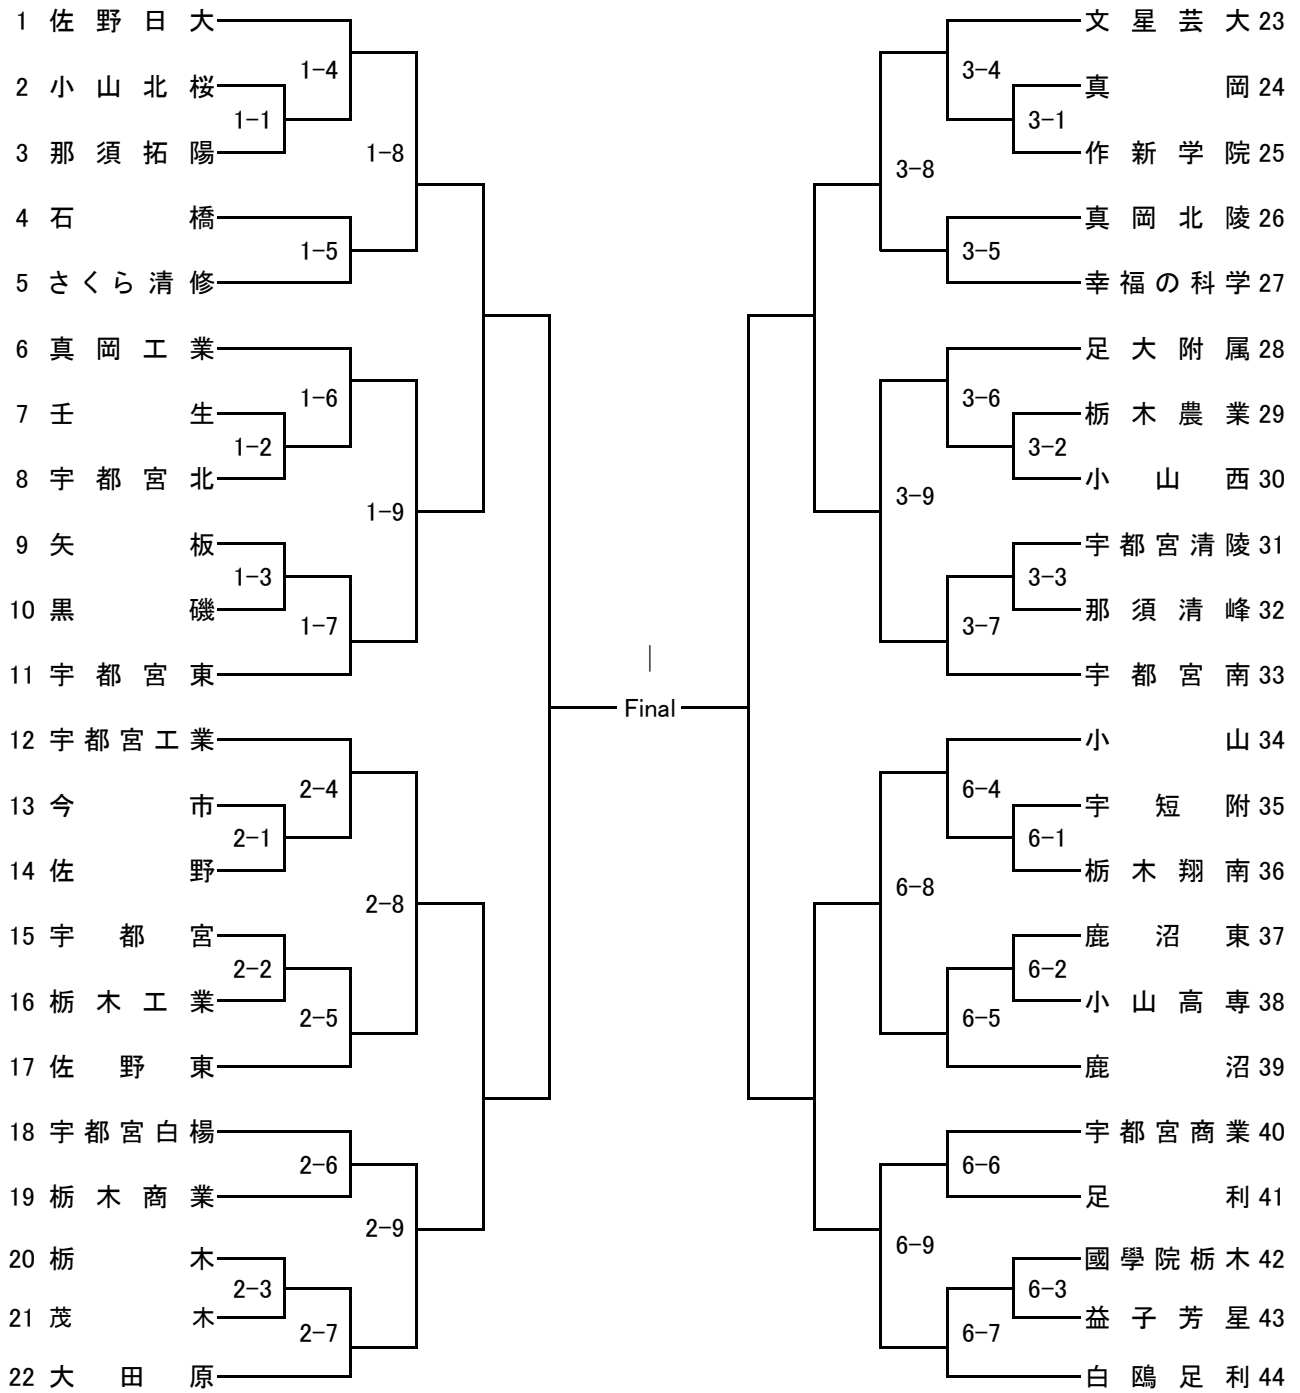 1 佐野日大
1-4
2 小山北桜
1-1
3 那須拓陽
1-8
4 石橋
1-5
5 さくら清修
6 真岡工業
1-6
7 壬生
1-2
8 宇都宮北
1-9
9 矢板
1-3
10 黒磯
1-7
11 宇都宮東
12 宇都宮工業
2-4
13 今市
2-1
14 佐野
2-8
15 宇都宮
2-2
16 栃木工業
2-5
17 佐野東
18 宇都宮白楊
2-6
19 栃木商業
2-9
20 栃木
2-3
21 茂木
2-7
22 大田原
Final
文星芸大 23
3-4
真岡 24
3-1
作新学院 25
3-8
真岡北陵 26
3-5
幸福の科学 27
足大附属 28
3-6
栃木農業 29
3-2
小山西 30
3-9
宇都宮清陵 31
3-3
那須清峰 32
3-7
宇都宮南 33
小山 34
6-4
宇短附 35
6-1
栃木翔南 36
6-8
鹿沼東 37
6-2
小山高専 38
6-5
鹿沼 39
宇都宮商業 40
6-6
足利 41
6-9
國學院栃木 42
6-3
益子芳星 43
6-7
白鴎足利 44